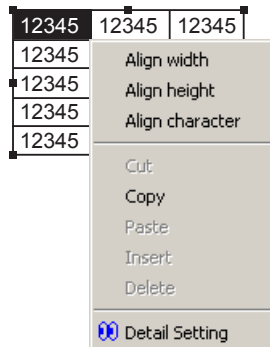 12345 12345 12345
12345
12345
12345
12345
Align width
Align height
Align character
Cut
Copy
Paste
Insert
Delete
Detail Setting